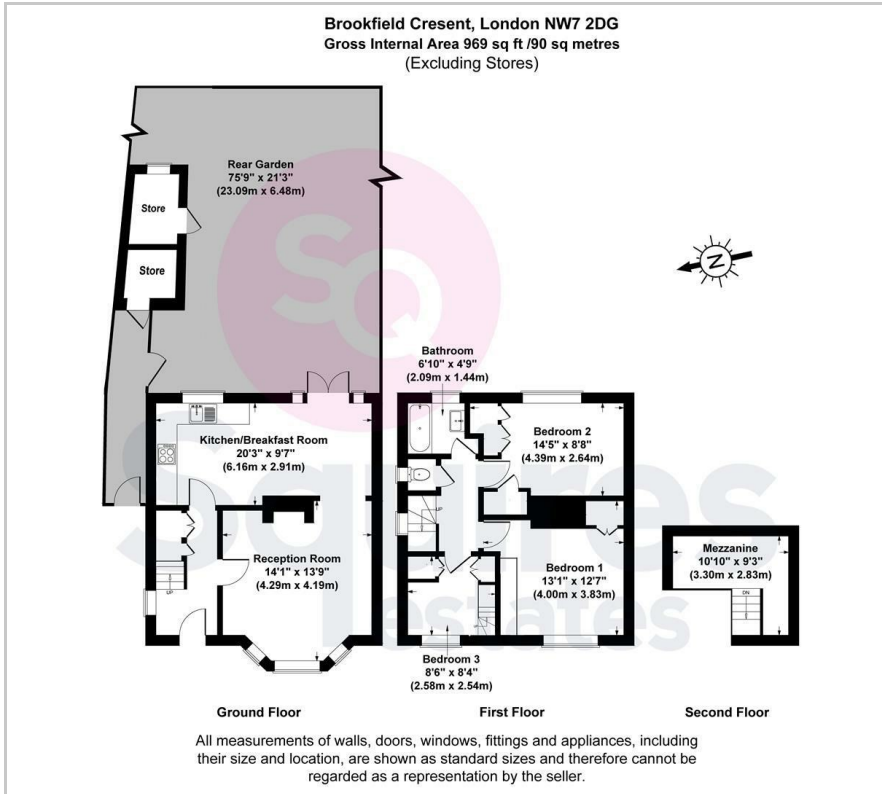 Brookfield Cresent, London NW7 2DG
Gross Internal Area 969 sq ft /90 sq metres
(Excluding Stores)
Rear Garden
75'9" x 21'3"
(23.09m x 6.48m)
Store
Store
N
SQ
Squires
estates
Kitchen/Breakfast Room
20'3" x 9'7"
(6.16m x 2.91m)
Reception Room
14'1" x 13'9"
(4.29m x 4.19m)
UP
Bathroom
6'10" x 4'9"
(2.09m x 1.44m)
Bedroom 2
14'5" x 8'8"
(4.39m x 2.64m)
UP
Bedroom 1
13'1" x 12'7"
(4.00m x 3.83m)
Bedroom 3
8'6" x 8'4"
(2.58m x 2.54m)
Mezzanine
10'10" x 9'3"
(3.30m x 2.83m)
DN
Ground Floor
First Floor
Second Floor
All measurements of walls, doors, windows, fittings and appliances, including
their size and location, are shown as standard sizes and therefore cannot be
regarded as a representation by the seller.